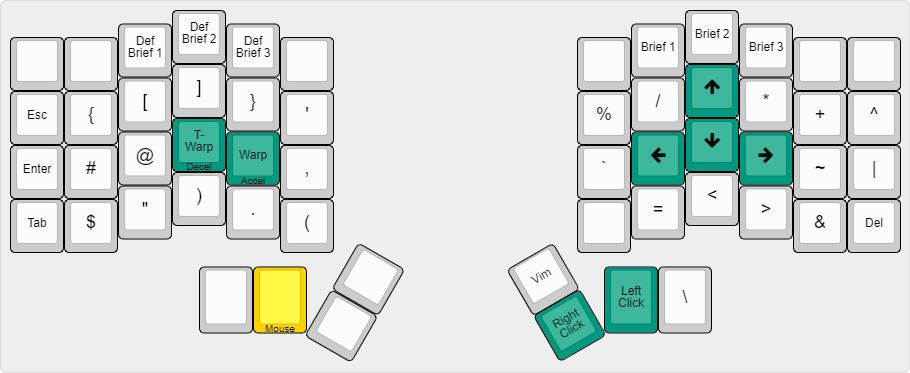 Def
Brief 1
Def
Brief 2
Def
Brief 3
Esc
{
[
]
}
'
Enter
#
@
T-
Warp
Decel
Warp
Accel
,
Tab
$
"
)
.
(
Mouse
Brief 1
Brief 2
Brief 3
%
/
↑
*
+
^
`
←
↓
→
~
|
=
<
>
&
Del
Vim
Right
Click
Left
Click
\